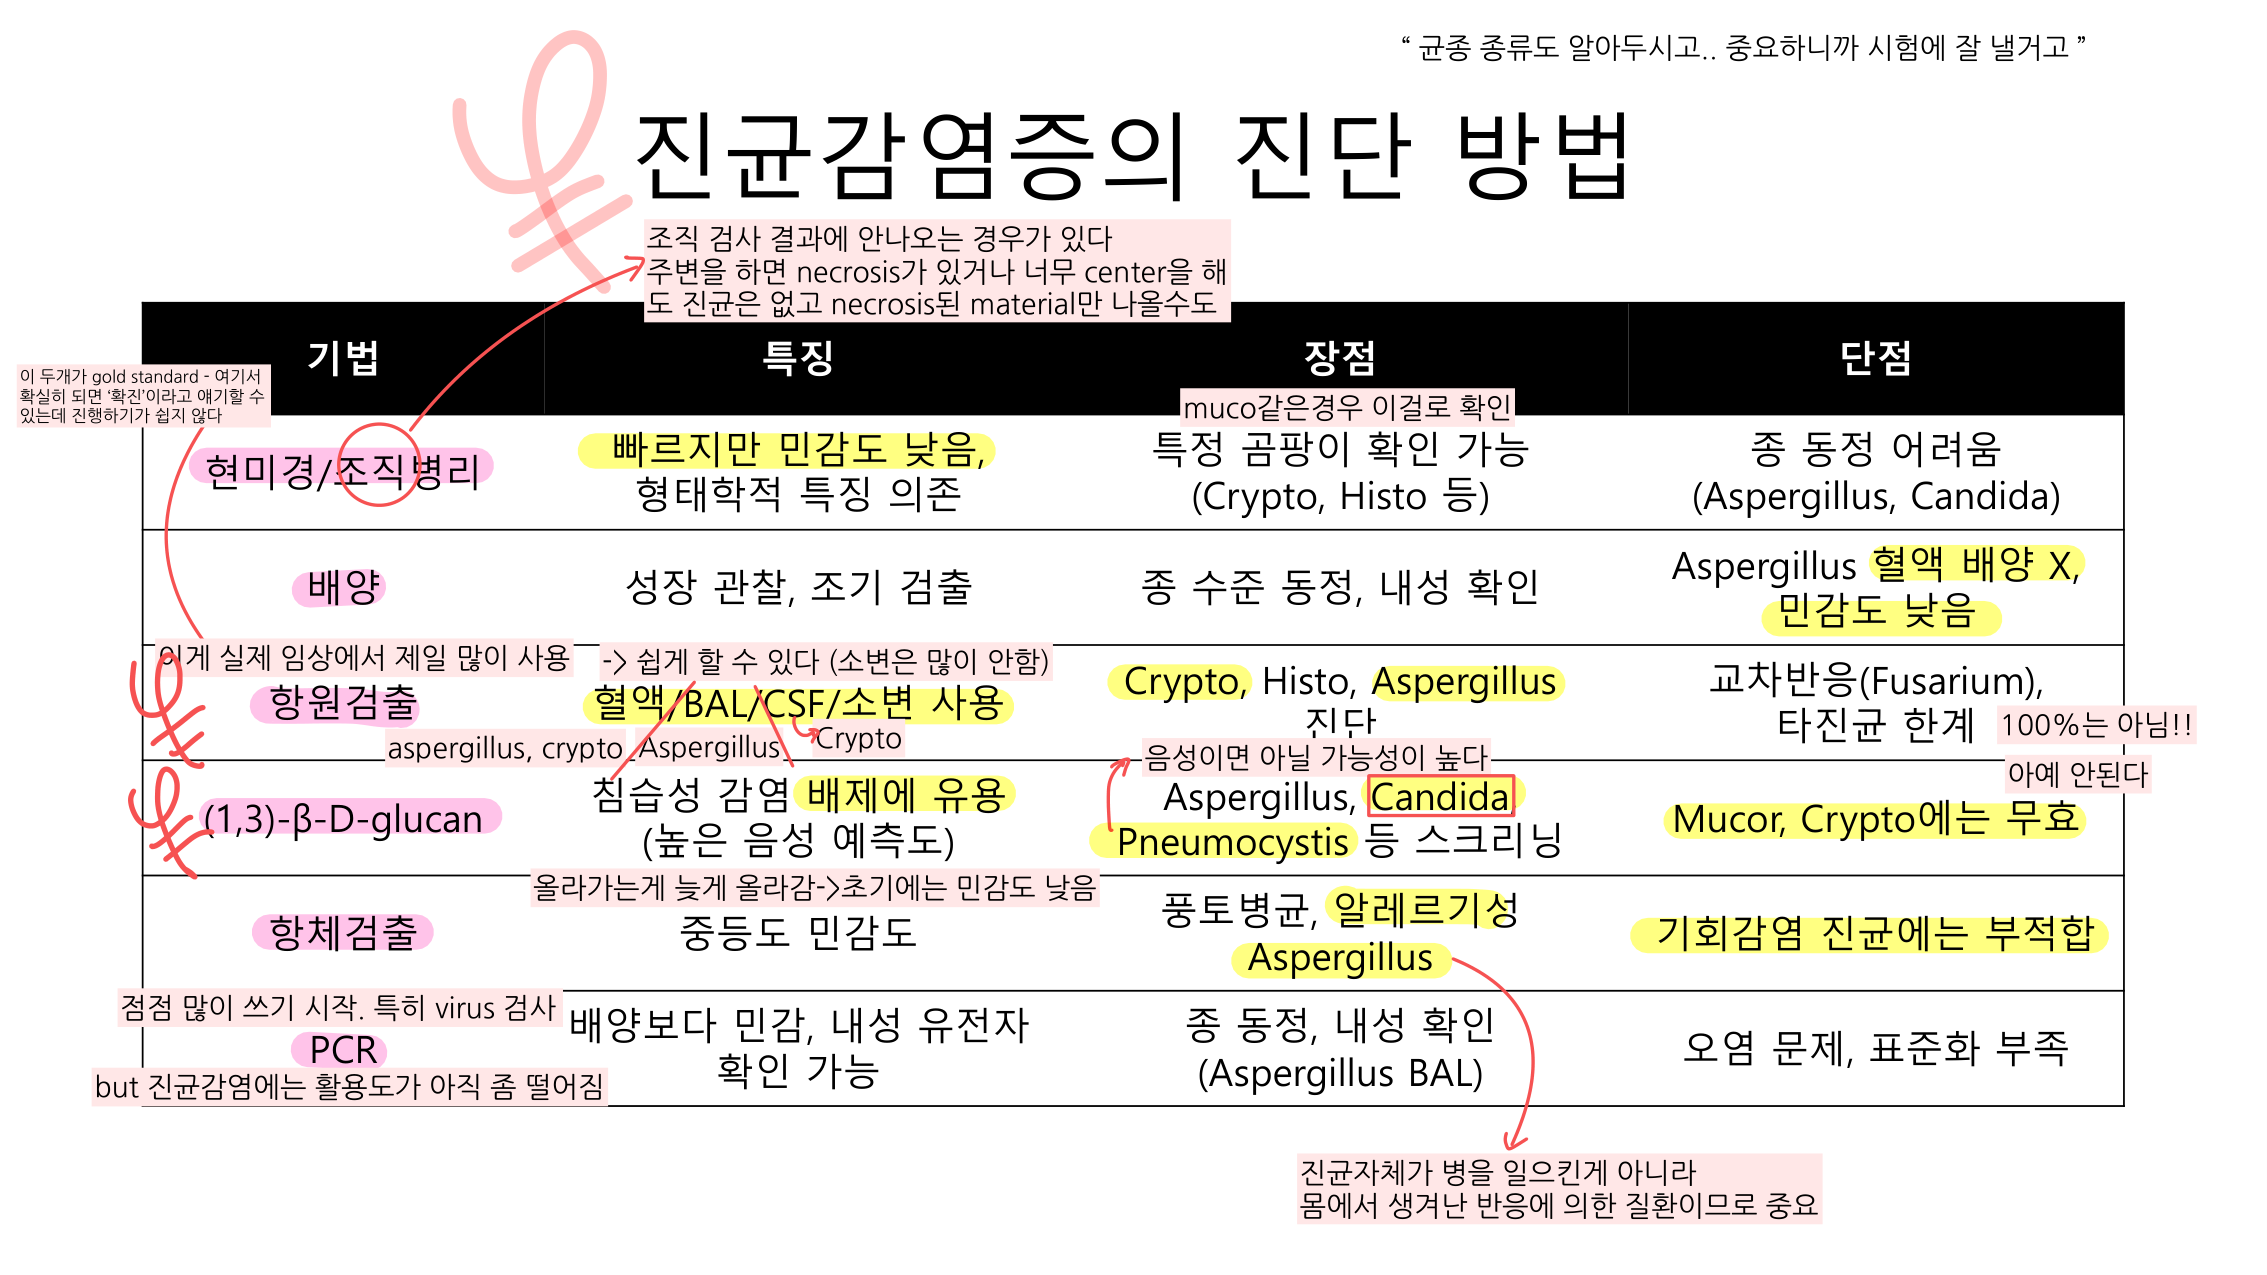 “ 균종 종류도 알아두시고.. 중요하니까 시험에 잘 낼거고 ”
진균감염증의 진단 방법
조직 검사 결과에 안나오는 경우가 있다
주변을 하면 necrosis가 있거나 너무 center을 해
도 진균은 없고 necrosis된 material만 나올수도
기법
특징
장점
단점
이 두개가 gold standard - 여기서
확실히 되면 ‘확진’이라고 얘기할 수
있는데 진행하기가 쉽지 않다
muco같은경우 이걸로 확인
현미경/조직병리
빠르지만 민감도 낮음,
형태학적 특징 의존
특정 곰팡이 확인 가능
(Crypto, Histo 등)
종 동정 어려움
(Aspergillus, Candida)
배양
성장 관찰, 조기 검출
종 수준 동정, 내성 확인
Aspergillus 혈액 배양 X,
민감도 낮음
이게 실제 임상에서 제일 많이 사용
-> 쉽게 할 수 있다 (소변은 많이 안함)
항원검출
혈액/BAL/CSF/소변 사용
aspergillus, crypto
Aspergillus
Crypto
Crypto, Histo, Aspergillus
진단
교차반응(Fusarium),
타진균 한계
100%는 아님!!
음성이면 아닐 가능성이 높다
아예 안된다
(1,3)-β-D-glucan
침습성 감염 배제에 유용
(높은 음성 예측도)
Aspergillus, Candida,
Pneumocystis 등 스크리닝
Mucor, Crypto에는 무효
올라가는게 늦게 올라감->초기에는 민감도 낮음
항체검출
중등도 민감도
풍토병균, 알레르기성
Aspergillus
기회감염 진균에는 부적합
점점 많이 쓰기 시작. 특히 virus 검사
PCR
but 진균감염에는 활용도가 아직 좀 떨어짐
배양보다 민감, 내성 유전자
확인 가능
종 동정, 내성 확인
(Aspergillus BAL)
오염 문제, 표준화 부족
진균자체가 병을 일으킨게 아니라
몸에서 생겨난 반응에 의한 질환이므로 중요